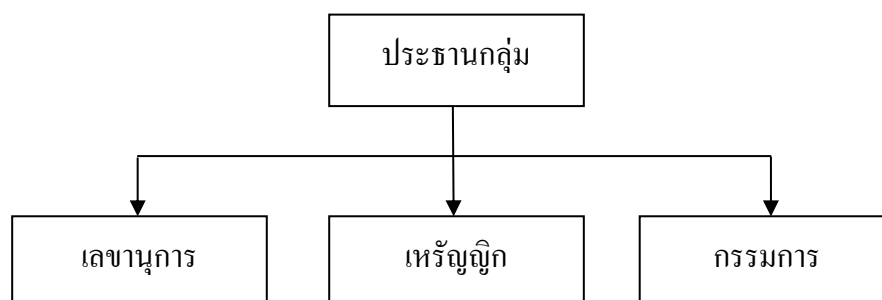 ประธานกลุ่ม
เลขานุการ
เหรัญญิก
กรรมการ